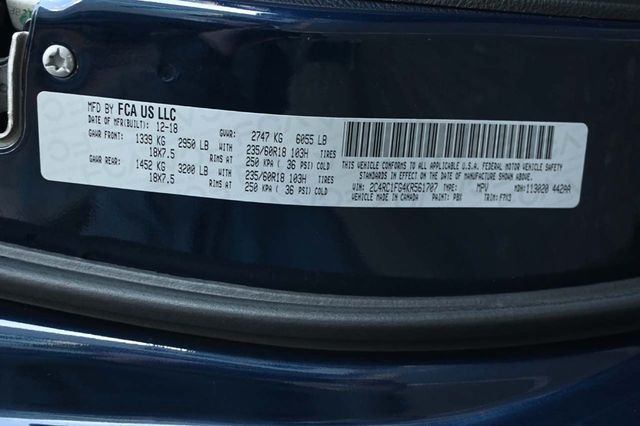 MFD BY FCA US LLC
DATE OF MFR(BUILT): 12-18 GVWR: 2747 KG 6055 LB
GAWR FRONT: 1339 KG 2950 LB WITH 235/60R18 103H TIRES
18X7.5 RIMS AT 250 KPA ( 36 PSI) COLD
GAWR REAR: 1452 KG 3200 LB WITH 235/60R18 103H TIRES
18X7.5 RIMS AT 250 KPA ( 36 PSI) COLD
THIS VEHICLE CONFORMS TO ALL APPLICABLE U.S.A. FEDERAL MOTOR VEHICLE SAFETY
STANDARDS IN EFFECT ON THE DATE OF MANUFACTURE SHOWN ABOVE.
VIN: 2C4RC1FG4KR561707 TYPE: MPV MDH: 113020 442AA
VEHICLE MADE IN CANADA PAINT: PBX TRIM: